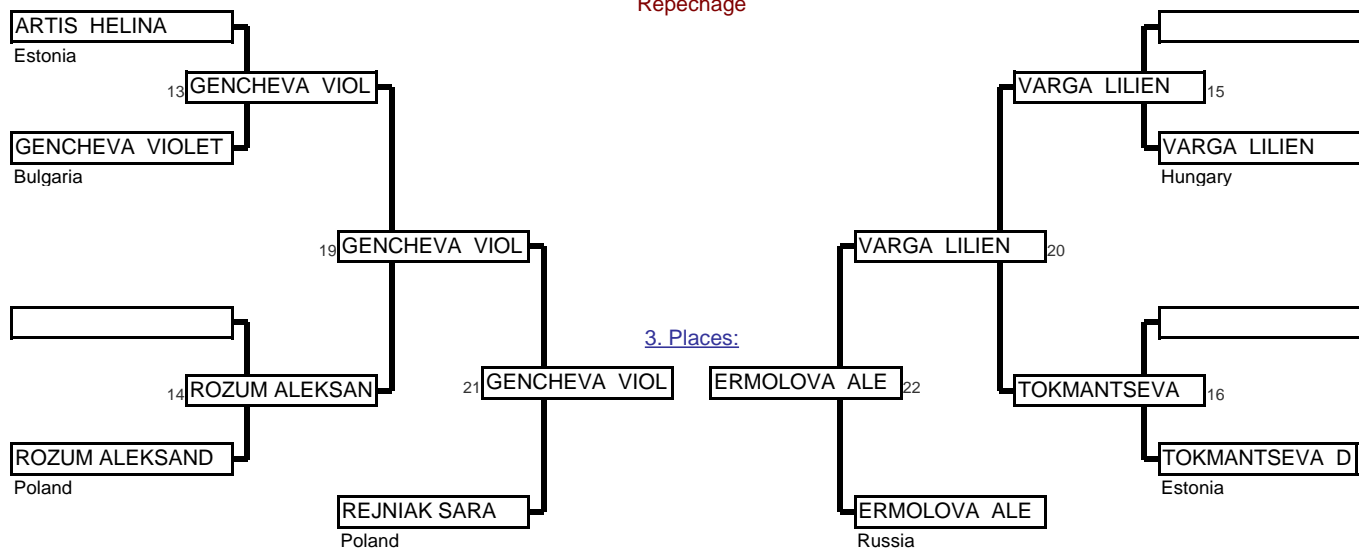 Repechage
ARTIS HELINA
Estonia
13 GENCHEVA VIOL
VARGA LILIEN 15
GENCHEVA VIOLET
Bulgaria
VARGA LILIEN
Hungary
19 GENCHEVA VIOL
VARGA LILIEN 20
3. Places:
14 ROZUM ALEKSAN
21 GENCHEVA VIOL
ERMOLOVA ALE 22
TOKMANTSEVA 16
ROZUM ALEKSAND
Poland
TOKMANTSEVA D
Estonia
REJNIAK SARA
Poland
ERMOLOVA ALE
Russia